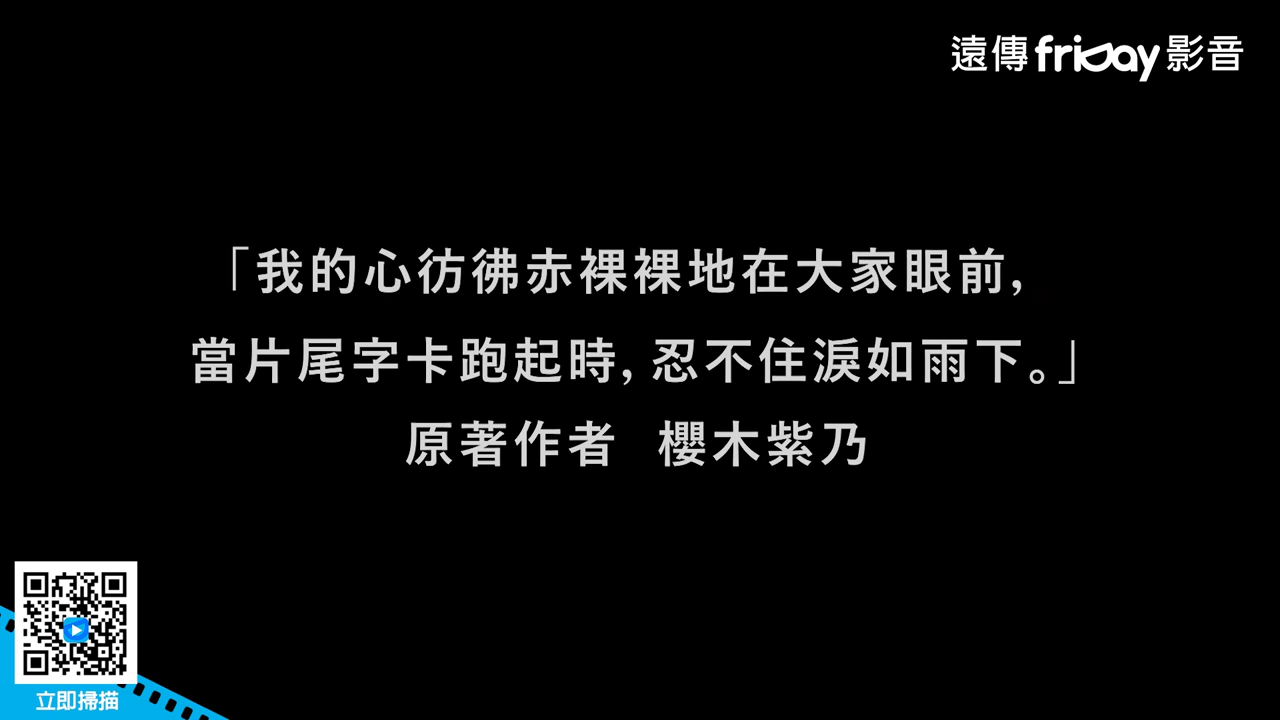 遠傳friDay影音
「我的心彷彿赤裸裸地在大家眼前,
當片尾字卡跑起時,忍不住淚如雨下。」
原著作者 櫻木紫乃
立即掃描